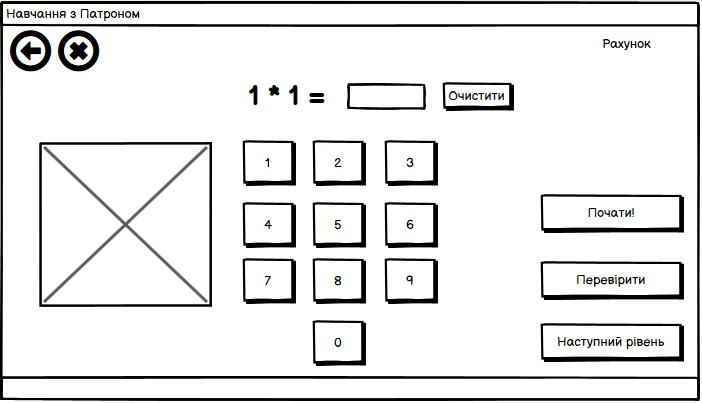 Навчання з Патроном
Рахунок
1 * 1 =
Очистити
1 2 3
4 5 6
7 8 9
0
Почати!
Перевірити
Наступний рівень